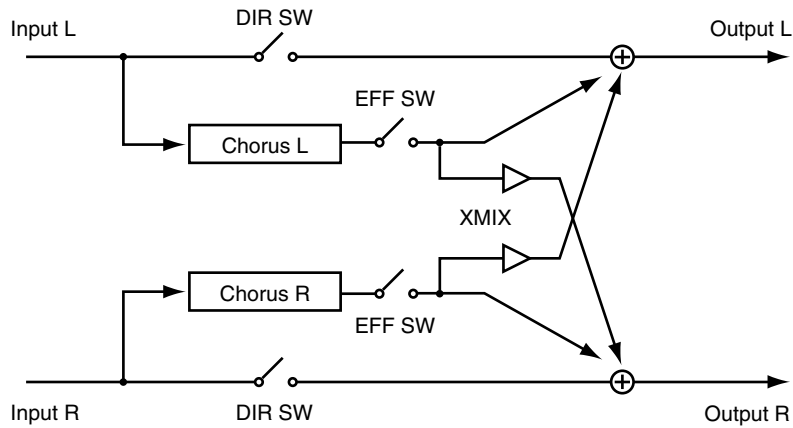 Input L
DIR SW
Output L
EFF SW
Chorus L
XMIX
Chorus R
EFF SW
Input R
DIR SW
Output R